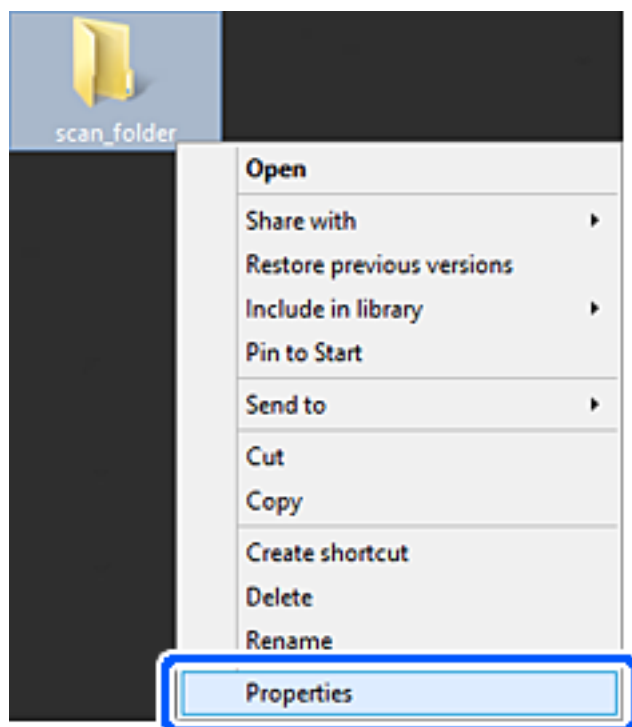 scan_folder
Open
Share with
Restore previous versions
Include in library
Pin to Start
Send to
Cut
Copy
Create shortcut
Delete
Rename
Properties